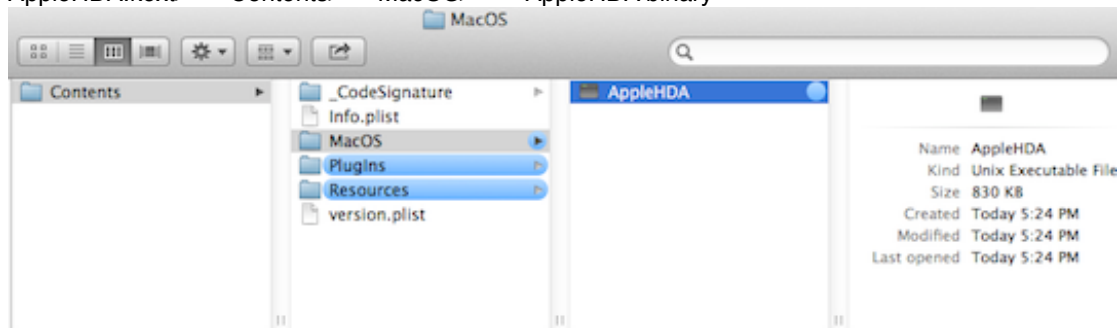 MacOS
Contents
_CodeSignature
Info.plist
MacOS
PlugIns
Resources
version.plist
AppleHDA
Name AppleHDA
Kind Unix Executable File
Size 830 KB
Created Today 5:24 PM
Modified Today 5:24 PM
Last opened Today 5:24 PM